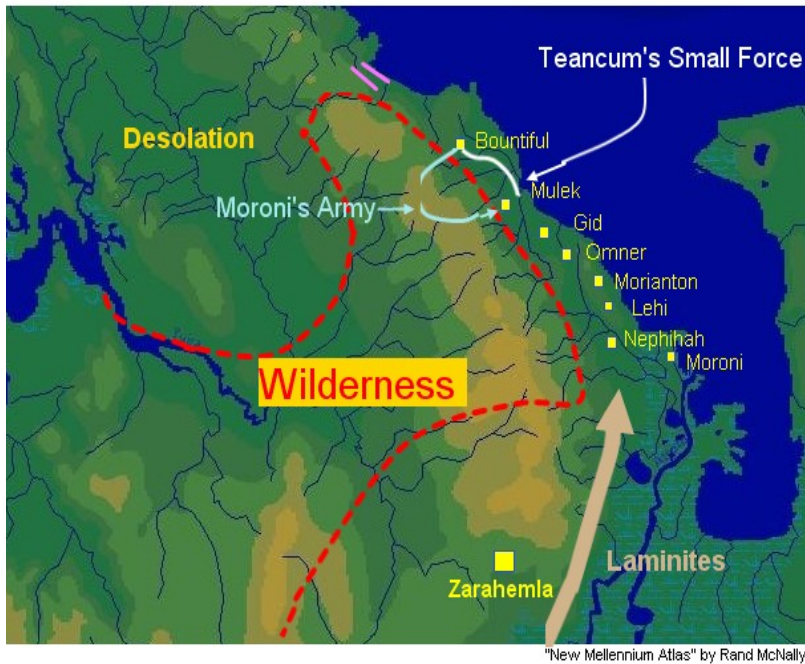 Teancum's Small Force
Desolation
Bountiful
Mulek
Moroni's Army
Gid
Omner
Morianton
Lehi
Nephihah
Moroni
Wilderness
Laminites
Zarahemla
"New Mellennium Atlas" by Rand McNally